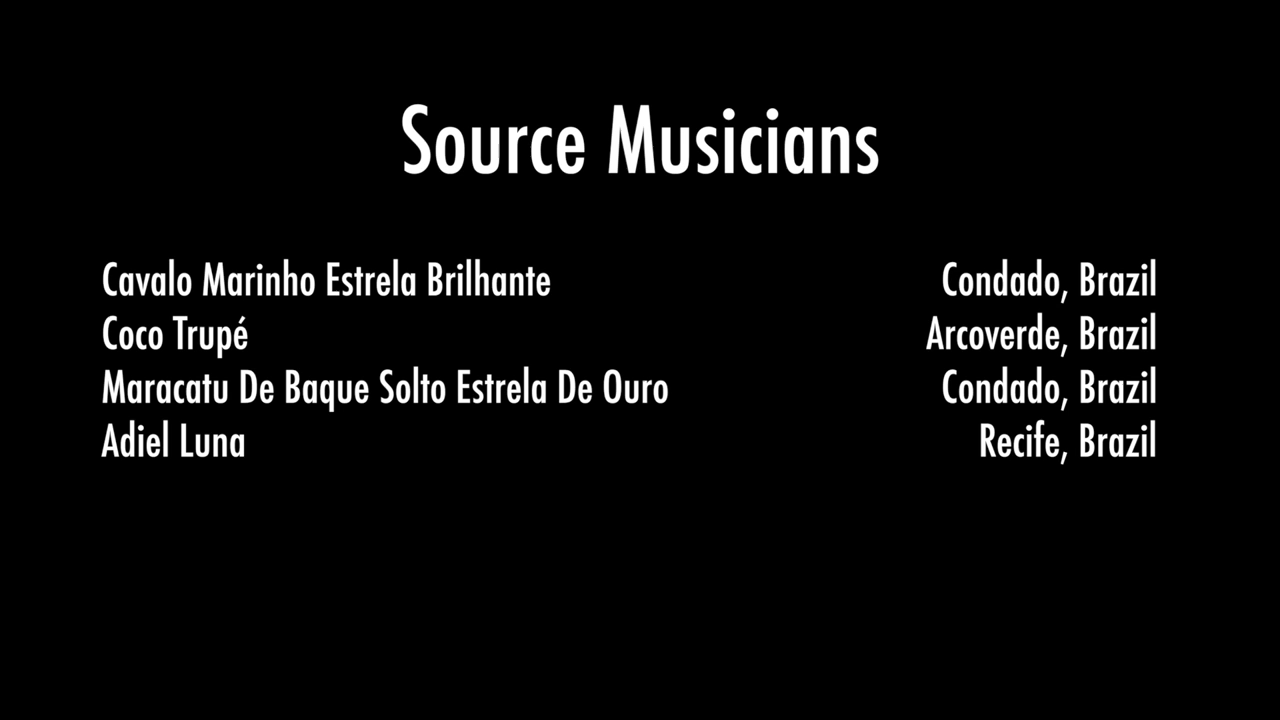 Source Musicians
Cavalo Marinho Estrela Brilhante Condado, Brazil
Coco Trupé Arcoverde, Brazil
Maracatu De Baque Solto Estrela De Ouro Condado, Brazil
Adiel Luna Recife, Brazil